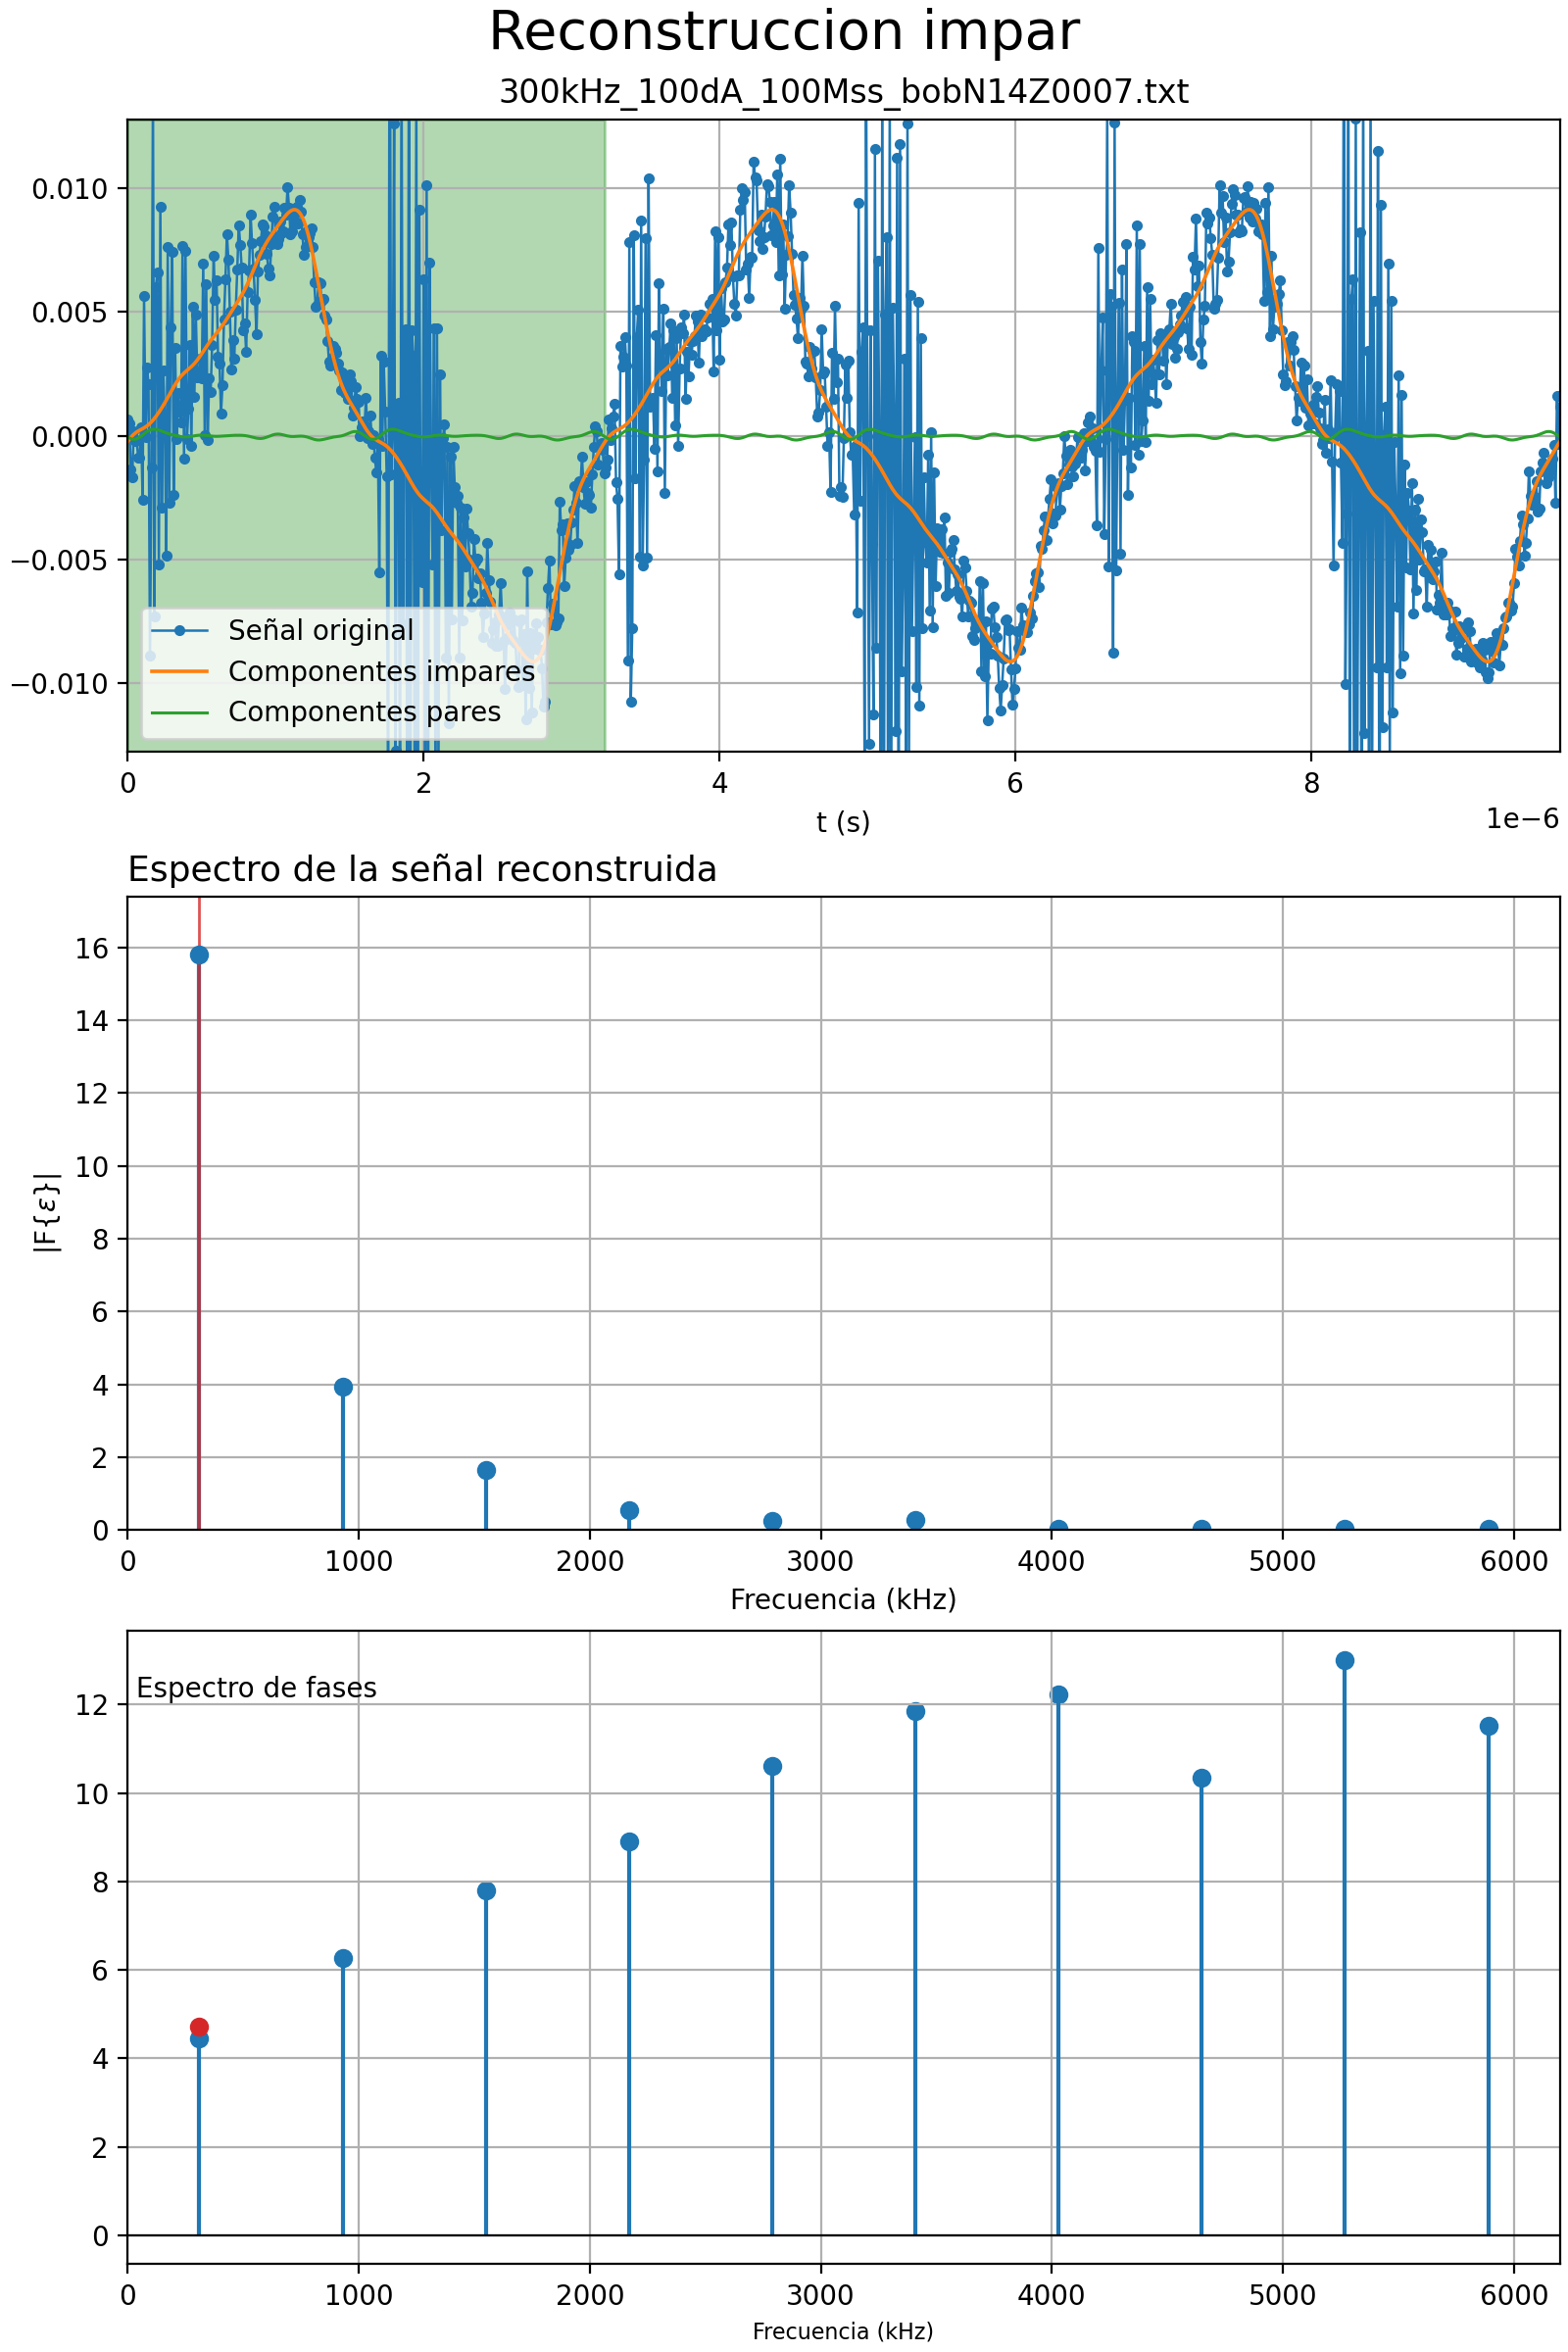 Reconstruccion impar
300kHz_100dA_100Mss_bobN14Z0007.txt
0.010
0.005
0.000
−0.005
−0.010
Señal original
Componentes impares
Componentes pares
0 2 4 6 8
1e−6
t (s)
Espectro de la señal reconstruida
16
14
12
10
8
6
4
2
0
|F{ε}|
0 1000 2000 3000 4000 5000 6000
Frecuencia (kHz)
Espectro de fases
12
10
8
6
4
2
0
0 1000 2000 3000 4000 5000 6000
Frecuencia (kHz)